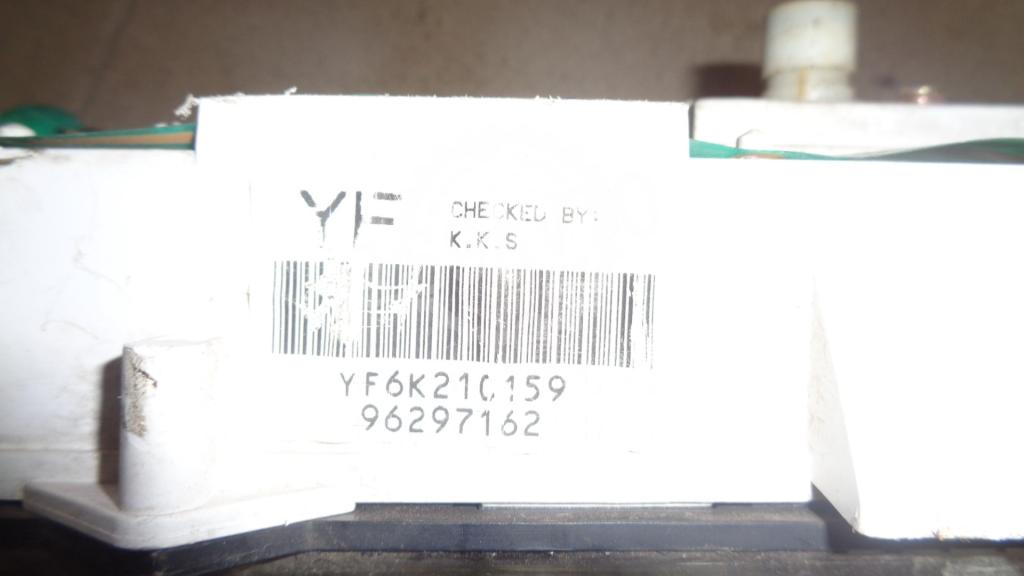 YF
CHECKED BY:
K.K.S
YF6K210159
96297162